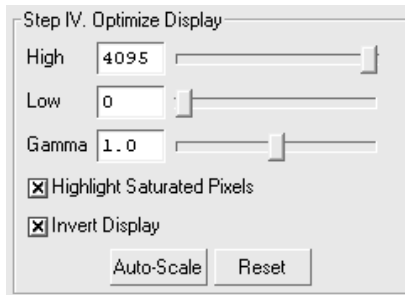 Step IV. Optimize Display
High 4095
Low 0
Gamma 1.0
Highlight Saturated Pixels
Invert Display
Auto-Scale Reset